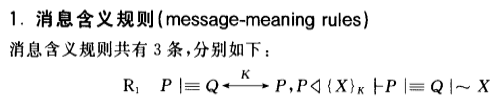 1. 消息含义规则(message-meaning rules)
消息含义规则共有 3 条,分别如下:
R₁ P |≡ Q ←K→ P, P ◁ {X}K ⊢ P |≡ Q |~ X